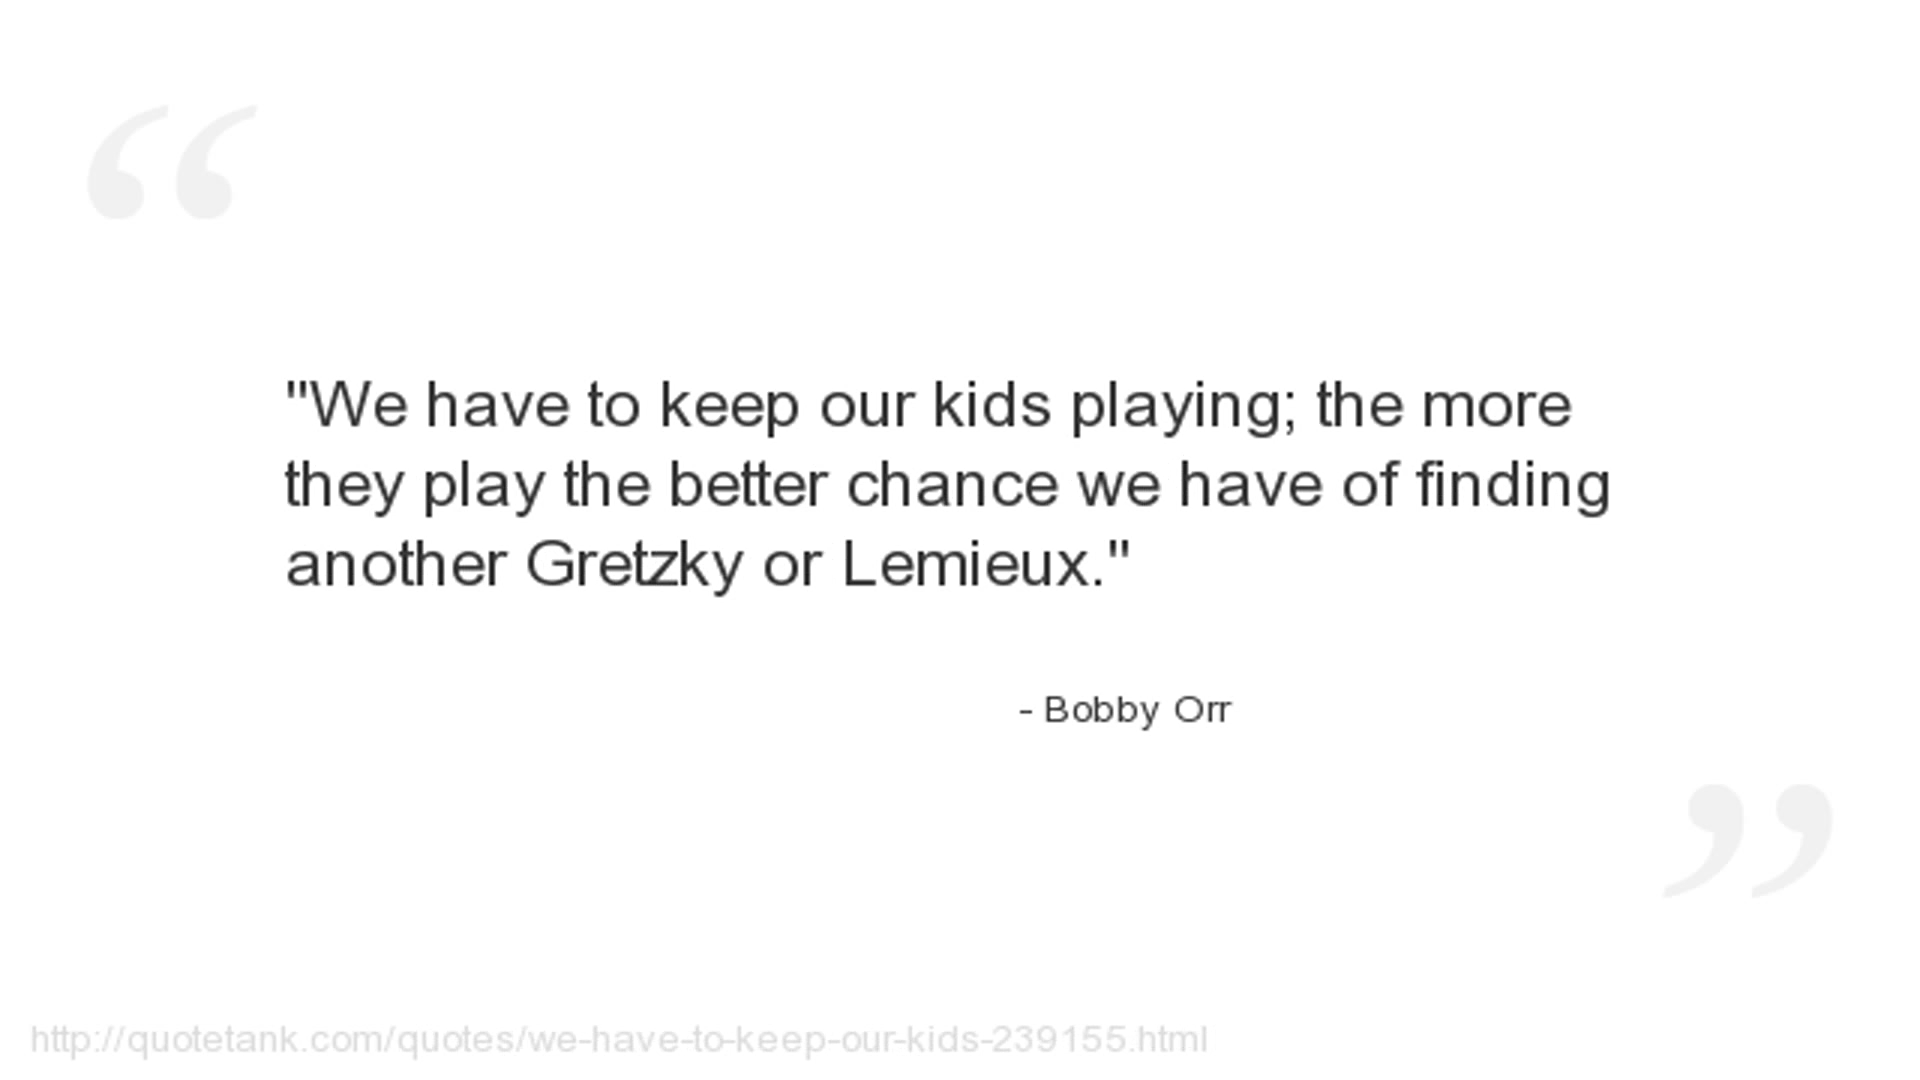 "We have to keep our kids playing; the more
they play the better chance we have of finding
another Gretzky or Lemieux."
- Bobby Orr
http://quotetank.com/quotes/we-have-to-keep-our-kids-239155.html